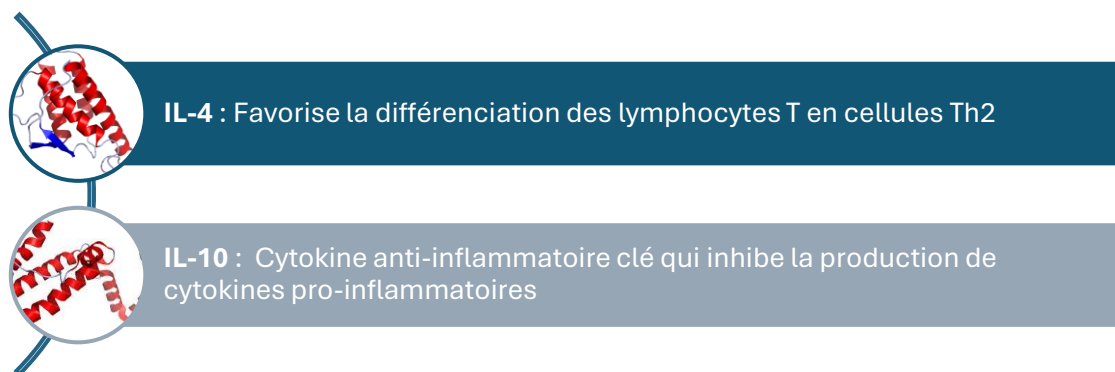 IL-4 : Favorise la différenciation des lymphocytes T en cellules Th2
IL-10 : Cytokine anti-inflammatoire clé qui inhibe la production de
cytokines pro-inflammatoires